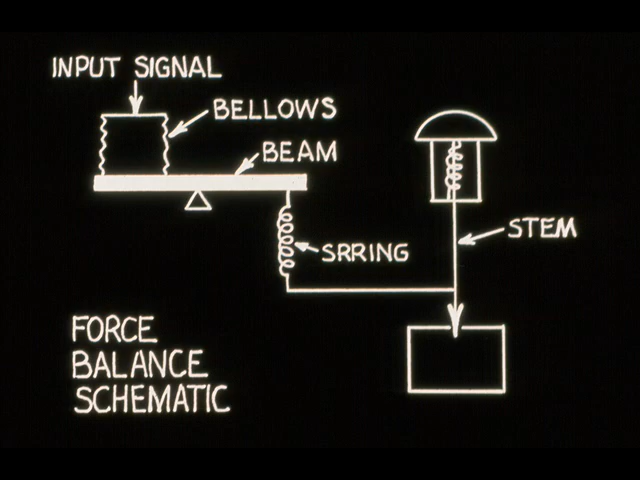 INPUT SIGNAL
BELLOWS
BEAM
STEM
SRRING
FORCE
BALANCE
SCHEMATIC